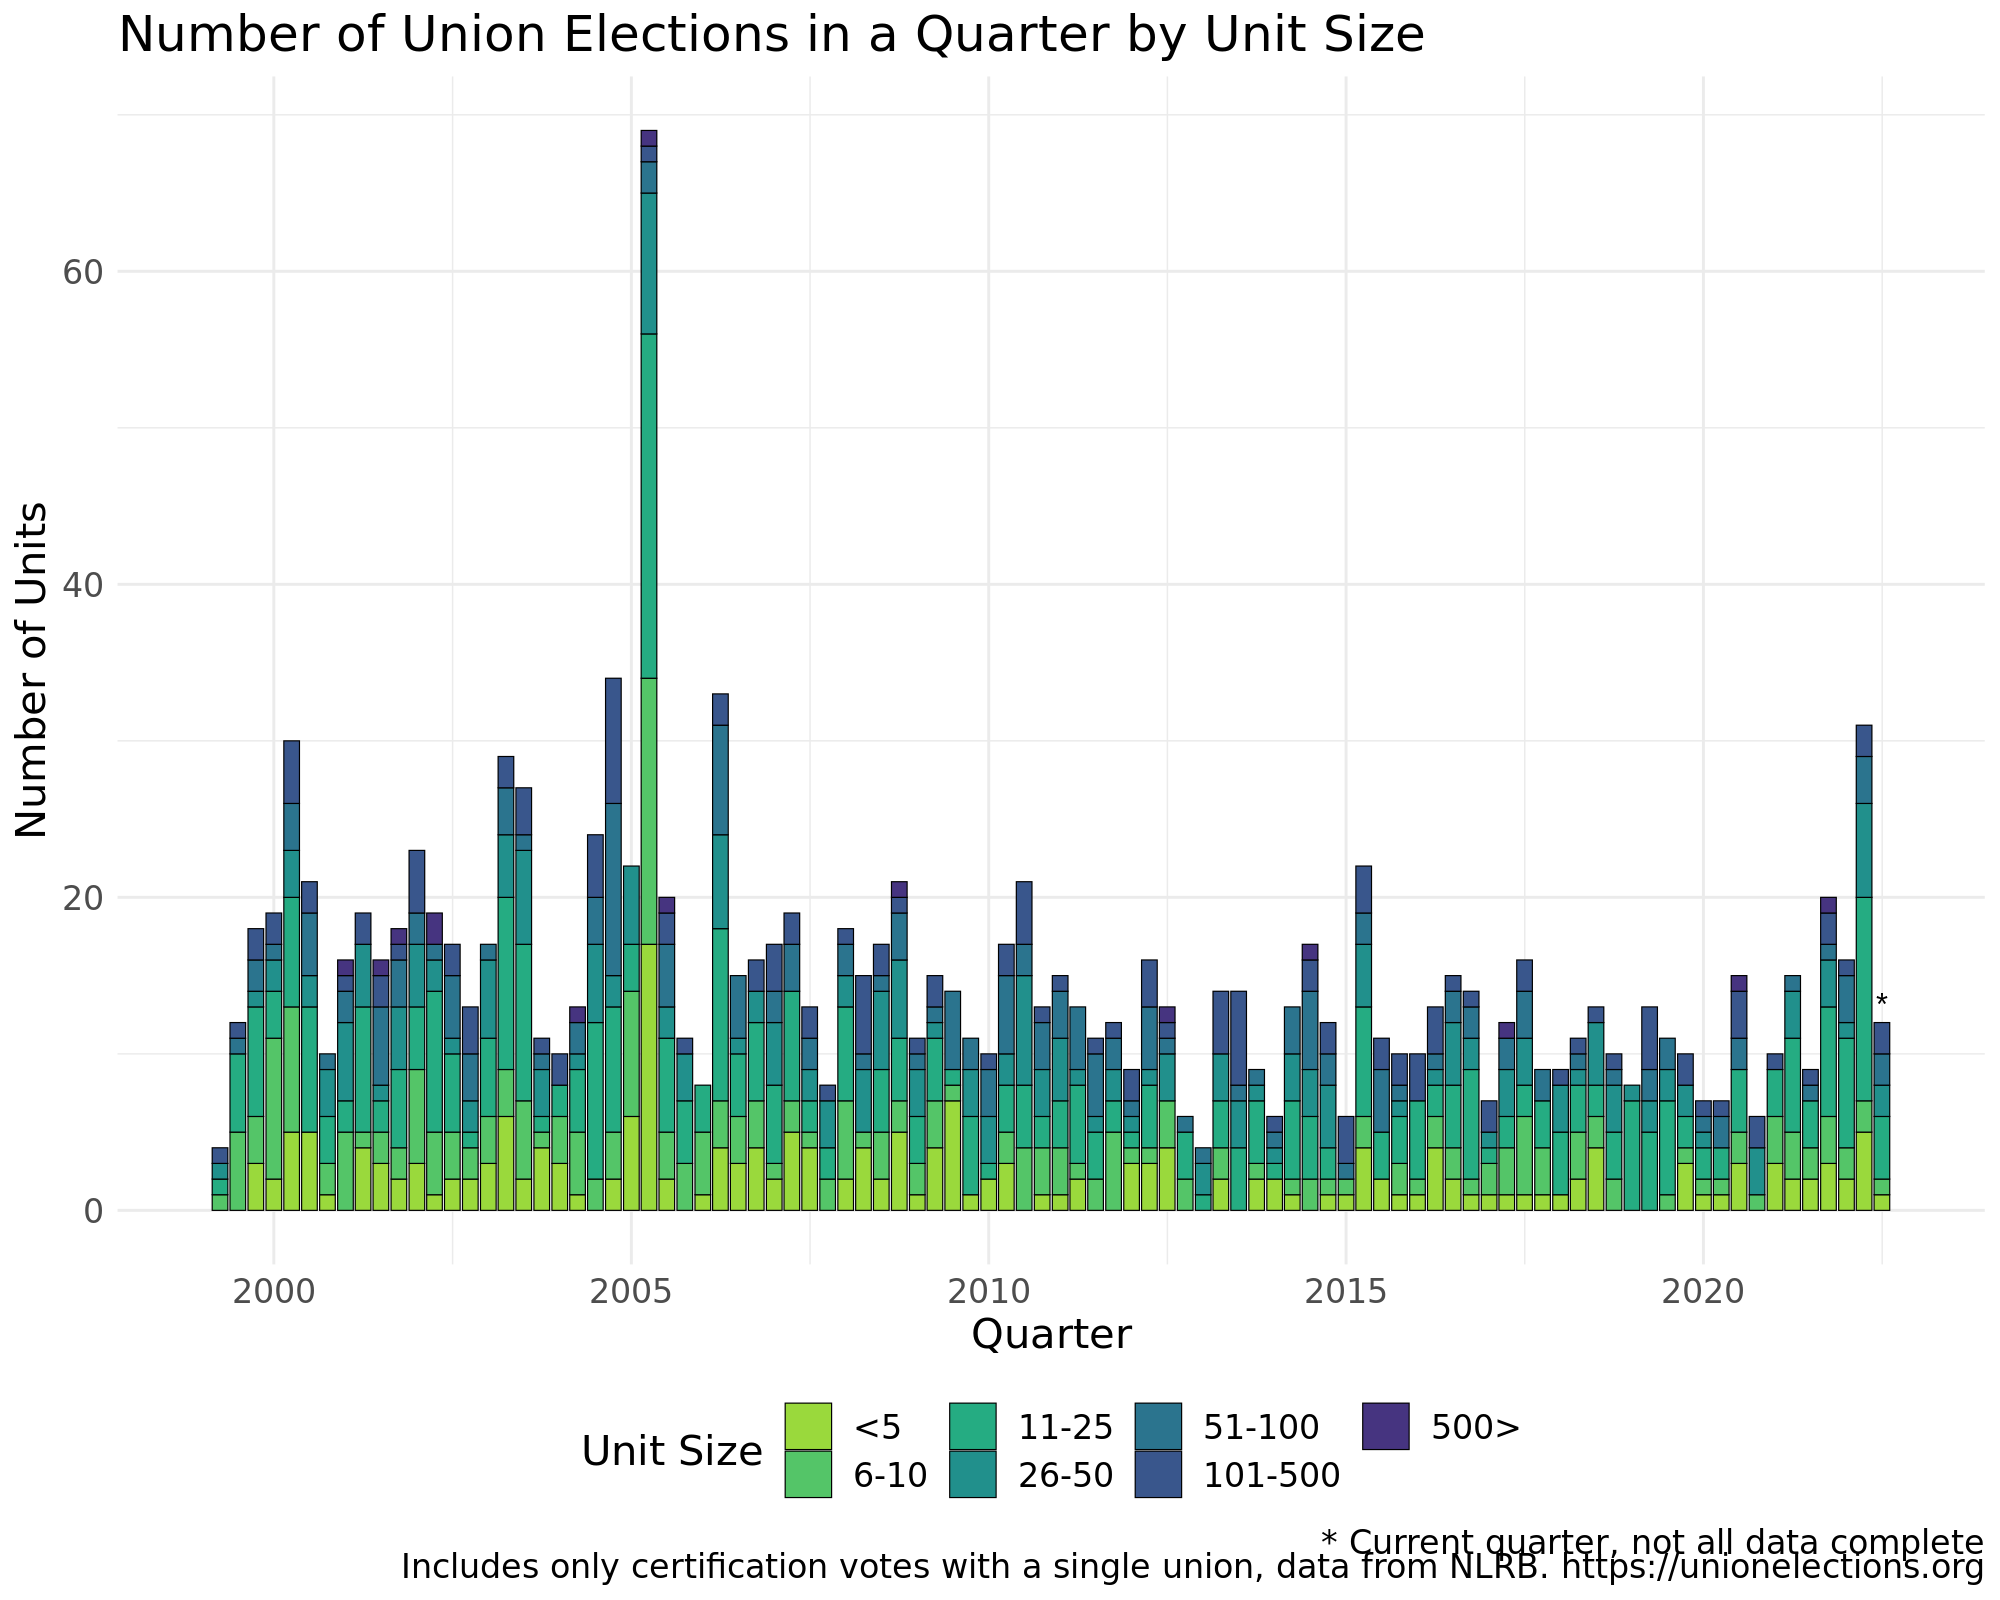 Number of Union Elections in a Quarter by Unit Size
Number of Units
60
40
20
0
*
2000 2005 2010 2015 2020
Quarter
Unit Size
<5 11-25 51-100 500>
6-10 26-50 101-500
* Current quarter, not all data complete
Includes only certification votes with a single union, data from NLRB. https://unionelections.org